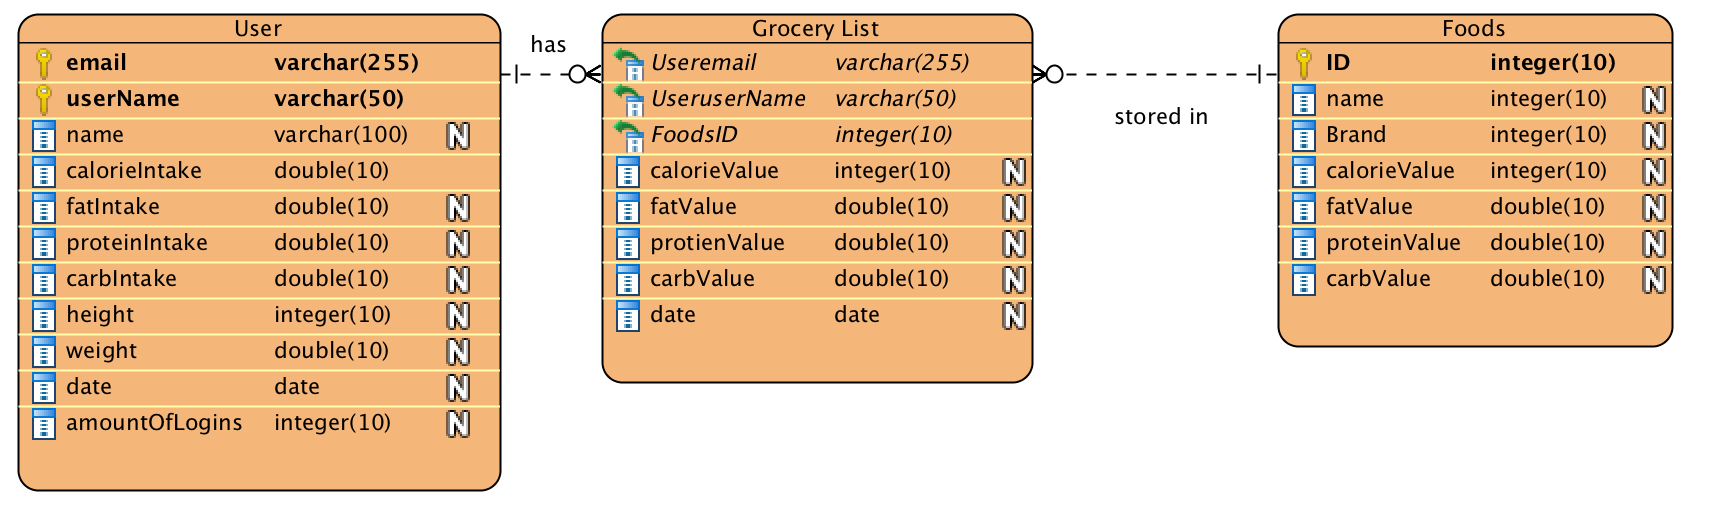 User
email varchar(255)
userName varchar(50)
name varchar(100) N
calorieIntake double(10)
fatIntake double(10) N
proteinIntake double(10) N
carbIntake double(10) N
height integer(10) N
weight double(10) N
date date N
amountOfLogins integer(10) N
has
Grocery List
Useremail varchar(255)
UseruserName varchar(50)
FoodsID integer(10)
calorieValue integer(10) N
fatValue double(10) N
protienValue double(10) N
carbValue double(10) N
date date N
stored in
Foods
ID integer(10)
name integer(10) N
Brand integer(10) N
calorieValue integer(10) N
fatValue double(10) N
proteinValue double(10) N
carbValue double(10) N